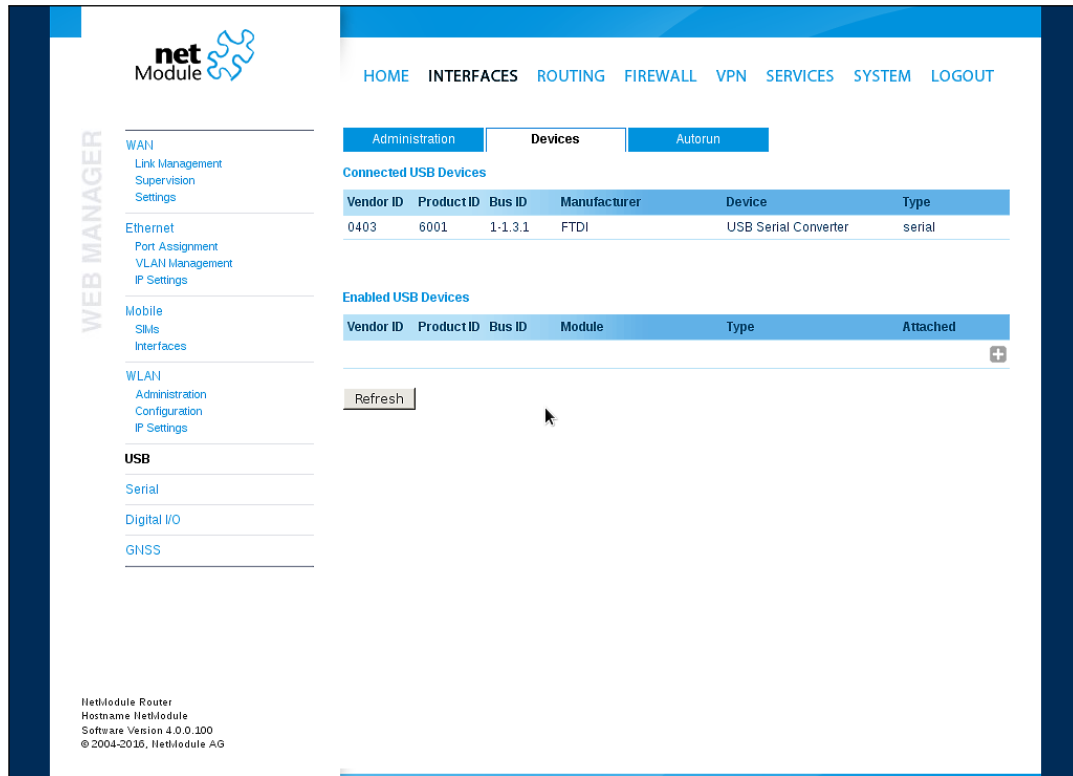 net
Module
HOME INTERFACES ROUTING FIREWALL VPN SERVICES SYSTEM LOGOUT
WEB MANAGER
WAN
Link Management
Supervision
Settings
Ethernet
Port Assignment
VLAN Management
IP Settings
Mobile
SIMs
Interfaces
WLAN
Administration
Configuration
IP Settings
USB
Serial
Digital I/O
GNSS
Administration Devices Autorun
Connected USB Devices
Vendor ID Product ID Bus ID Manufacturer Device Type
0403 6001 1-1.3.1 FTDI USB Serial Converter serial
Enabled USB Devices
Vendor ID Product ID Bus ID Module Type Attached
Refresh
NetModule Router
Hostname NetModule
Software Version 4.0.0.100
© 2004-2016, NetModule AG